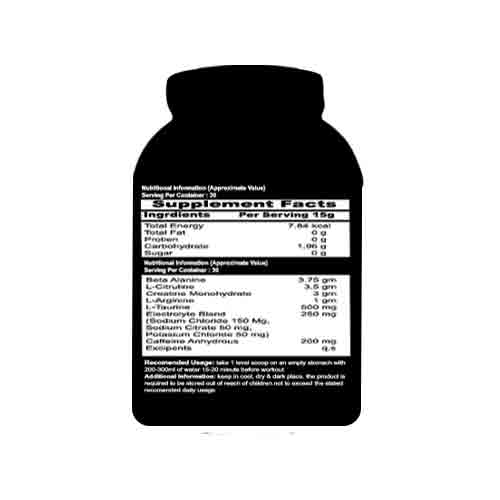 Nutritional Information (Approximate Value)
Serving Per Container : 30
Supplement Facts
Ingrdients Per Serving 15g
Total Energy 7.84 kcal
Total Fat 0 g
Protien 0 g
Carbohydrate 1.96 g
Sugar 0 g
Nutritional Information (Approximate Value)
Serving Per Container : 30
Beta Alanine 3.75 gm
L-Citruline 3.5 gm
Creatine Monohydrate 3 gm
L-Arginine 1 gm
L-Taurine 500 mg
Electrolyte Bland 250 mg
(Sodium Chloride 150 Mg,
Sodium Citrate 50 mg,
Potassium Chloride 50 mg)
Caffeine Anhydrous 200 mg
Excipents q.s
Recomended Usage: take 1 level scoop on an empty stomach with
200-300ml of water 15-20 minute before workout
Additional Information: keep in cool, dry & dark place, the product is
required to be stored out of reach of children not to exceed the stated
recomended daily usage.